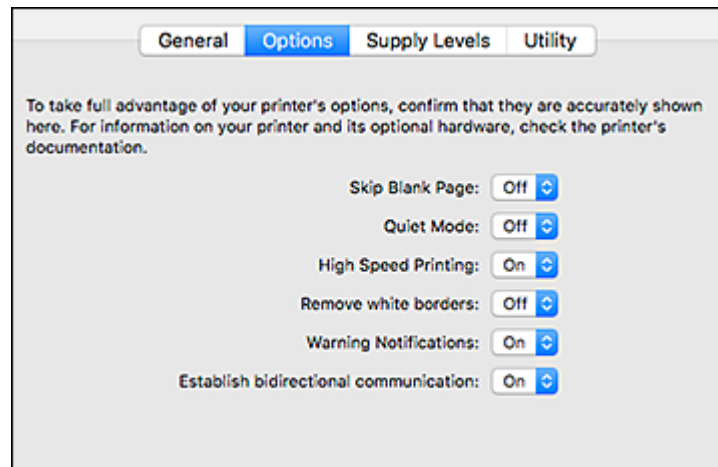 General Options Supply Levels Utility
To take full advantage of your printer's options, confirm that they are accurately shown
here. For information on your printer and its optional hardware, check the printer's
documentation.
Skip Blank Page: Off
Quiet Mode: Off
High Speed Printing: On
Remove white borders: Off
Warning Notifications: On
Establish bidirectional communication: On